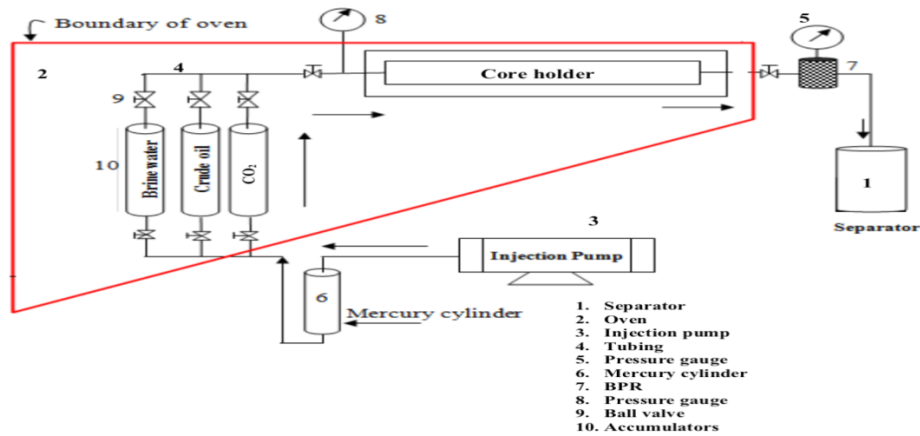 Boundary of oven
8
5
2
4
Core holder
7
9
10
Brine water
Crude oil
CO₂
1
Separator
3
Injection Pump
6
Mercury cylinder
1. Separator
2. Oven
3. Injection pump
4. Tubing
5. Pressure gauge
6. Mercury cylinder
7. BPR
8. Pressure gauge
9. Ball valve
10. Accumulators